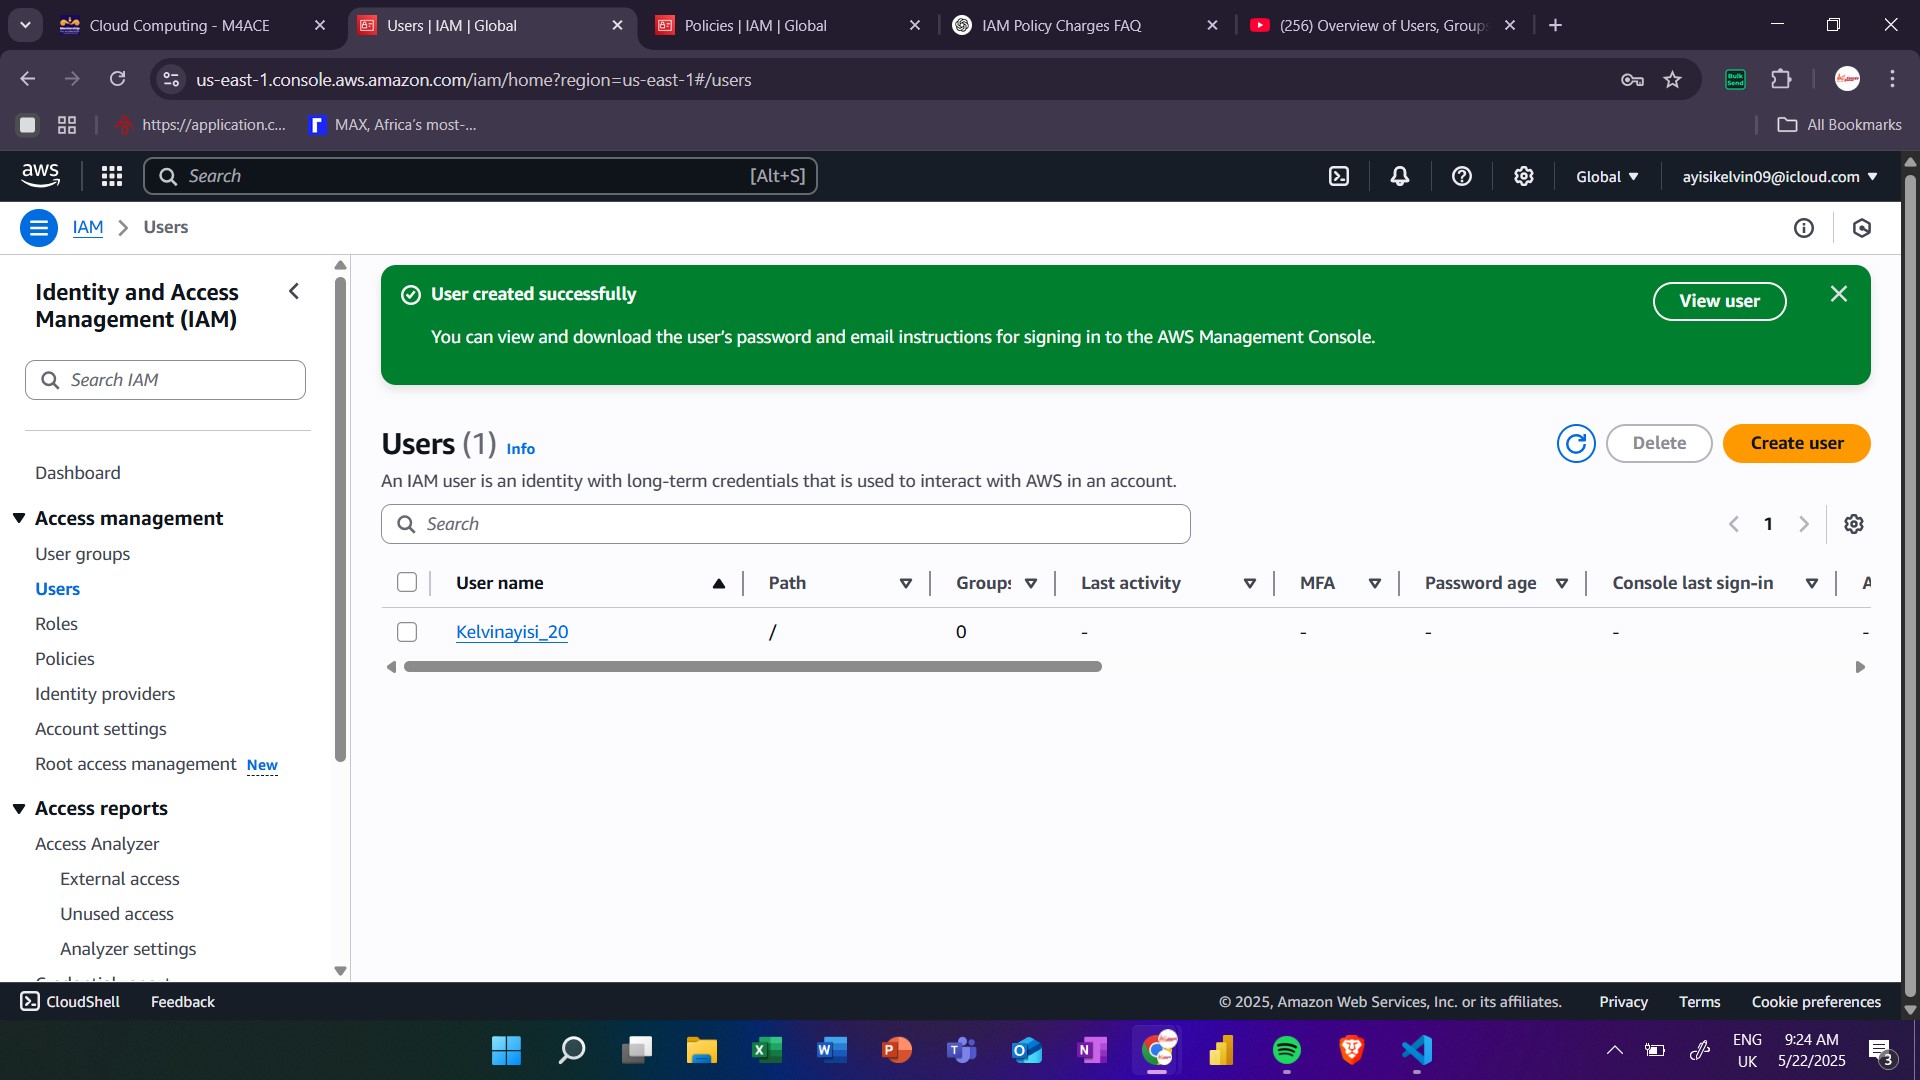 Cloud Computing - M4ACE
Users | IAM | Global
Policies | IAM | Global
IAM Policy Charges FAQ
(256) Overview of Users, Group
us-east-1.console.aws.amazon.com/iam/home?region=us-east-1#/users
Bulk Send
https://application.c...
MAX, Africa's most-...
All Bookmarks
aws
Search
[Alt+S]
Global
ayisikelvin09@icloud.com
IAM
Users
Identity and Access
Management (IAM)
Search IAM
Dashboard
Access management
User groups
Users
Roles
Policies
Identity providers
Account settings
Root access management New
Access reports
Access Analyzer
External access
Unused access
Analyzer settings
User created successfully
You can view and download the user's password and email instructions for signing in to the AWS Management Console.
View user
Users (1) Info
Delete
Create user
An IAM user is an identity with long-term credentials that is used to interact with AWS in an account.
Search
1
User name
Path
Groups
Last activity
MFA
Password age
Console last sign-in
A
Kelvinayisi_20
/
0
-
-
-
-
-
CloudShell
Feedback
© 2025, Amazon Web Services, Inc. or its affiliates.
Privacy
Terms
Cookie preferences
ENG
UK
9:24 AM
5/22/2025
3